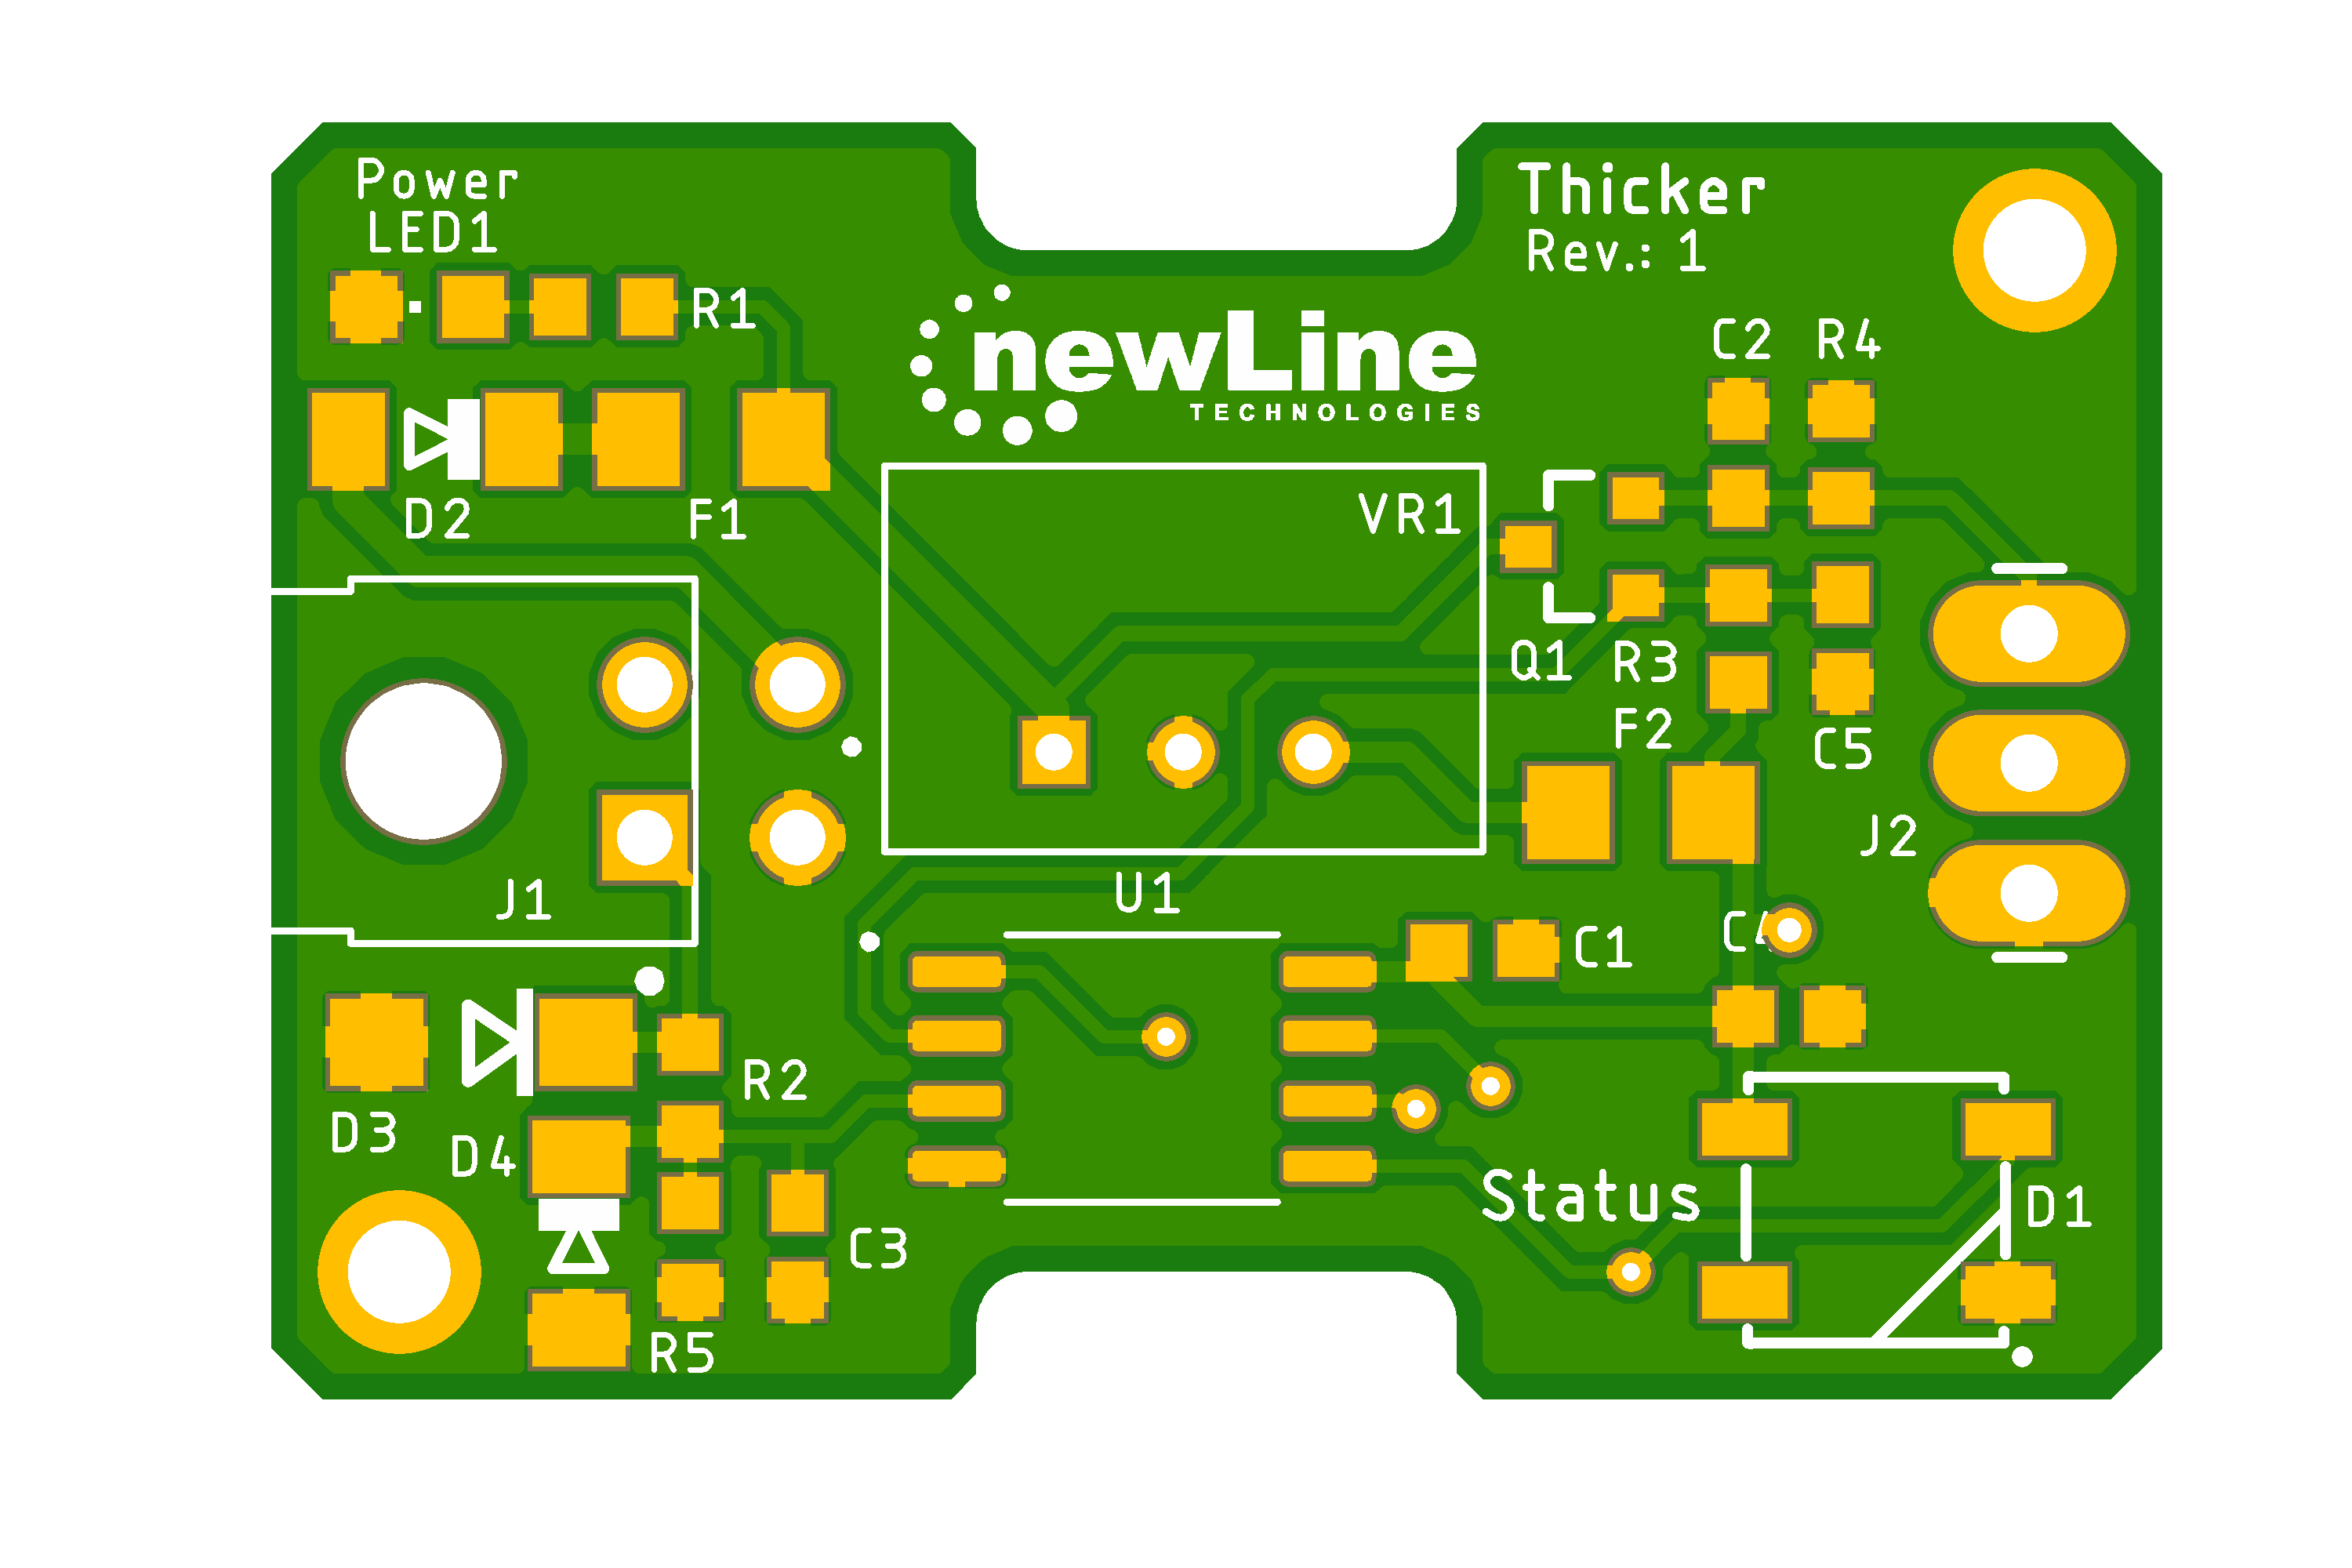 Power
LED1
Thicker
Rev.: 1
R1
newLine
TECHNOLOGIES
C2
R4
D2
F1
VR1
Q1
R3
F2
C5
J2
J1
U1
C4
C1
R2
D3
D4
Status
D1
C3
R5